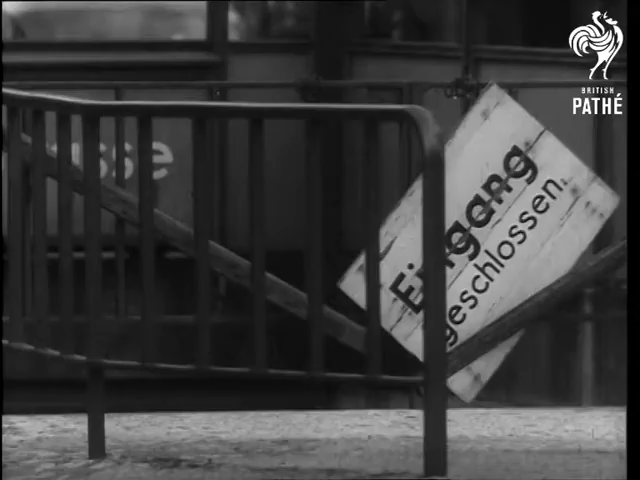 BRITISH
PATHÉ
sse
Eingang
geschlossen.